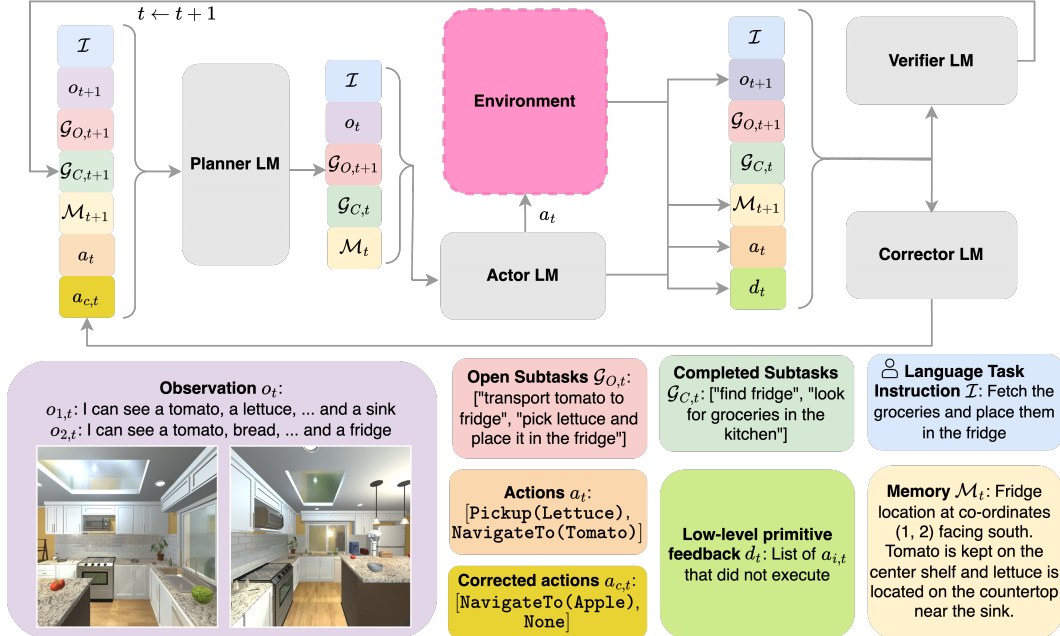 t ← t + 1
ℐ
o_{t+1}
𝒢_{O,t+1}
𝒢_{C,t+1}
ℳ_{t+1}
a_t
a_{c,t}
Planner LM
ℐ
o_t
𝒢_{O,t+1}
𝒢_{C,t}
ℳ_t
Environment
a_t
Actor LM
ℐ
o_{t+1}
𝒢_{O,t+1}
𝒢_{C,t}
ℳ_{t+1}
a_t
d_t
Verifier LM
Corrector LM
Observation o_t:
o_{1,t}: I can see a tomato, a lettuce, ... and a sink
o_{2,t}: I can see a tomato, bread, ... and a fridge
Open Subtasks 𝒢_{O,t}:
["transport tomato to
fridge", "pick lettuce and
place it in the fridge"]
Completed Subtasks
𝒢_{C,t}: ["find fridge", "look
for groceries in the
kitchen"]
Language Task
Instruction ℐ: Fetch the
groceries and place them
in the fridge
Actions a_t:
[Pickup(Lettuce),
NavigateTo(Tomato)]
Corrected actions a_{c,t}:
[NavigateTo(Apple),
None]
Low-level primitive
feedback d_t: List of a_{i,t}
that did not execute
Memory ℳ_t: Fridge
location at co-ordinates
(1, 2) facing south.
Tomato is kept on the
center shelf and lettuce is
located on the countertop
near the sink.